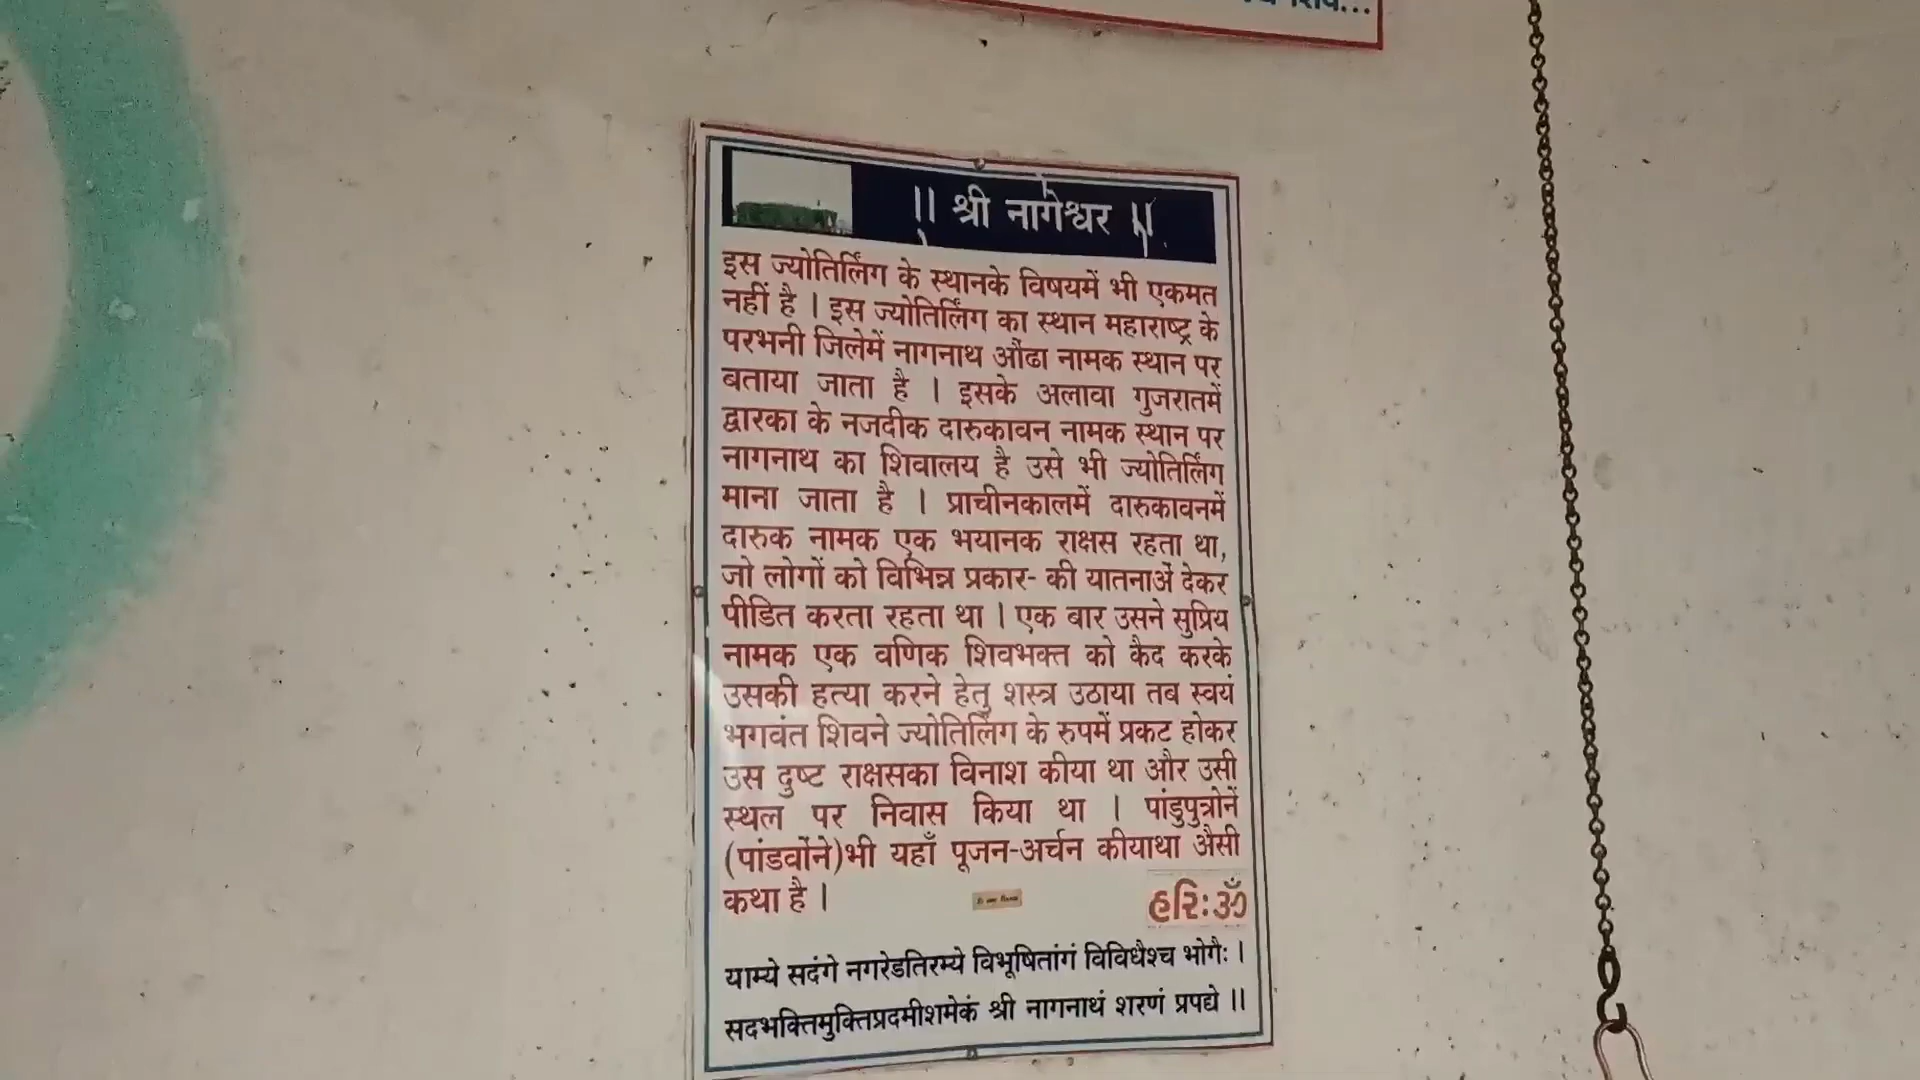 || श्री नागेश्वर ||
इस ज्योतिर्लिंग के स्थानके विषयमें भी एकमत
नहीं है । इस ज्योतिर्लिंग का स्थान महाराष्ट्र के
परभनी जिलेमें नागनाथ औंढा नामक स्थान पर
बताया जाता है । इसके अलावा गुजरातमें
द्वारका के नजदीक दारुकावन नामक स्थान पर
नागनाथ का शिवालय है उसे भी ज्योतिर्लिंग
माना जाता है । प्राचीनकालमें दारुकावनमें
दारुक नामक एक भयानक राक्षस रहता था,
जो लोगों को विभिन्न प्रकार- की यातनाअें देकर
पीडित करता रहता था । एक बार उसने सुप्रिय
नामक एक वणिक शिवभक्त को कैद करके
उसकी हत्या करने हेतु शस्त्र उठाया तब स्वयं
भगवंत शिवने ज्योतिर्लिंग के रुपमें प्रकट होकर
उस दुष्ट राक्षसका विनाश कीया था और उसी
स्थल पर निवास किया था । पांडुपुत्रोनें
(पांडवोंने)भी यहाँ पूजन-अर्चन कीयाथा अैसी
कथा है ।
હરિ:ૐ
याम्ये सदंगे नगरेडतिरम्ये विभूषितांगं विविधैश्च भोगैः ।
सदभक्तिमुक्तिप्रदमीशमेकं श्री नागनाथं शरणं प्रपद्ये ||